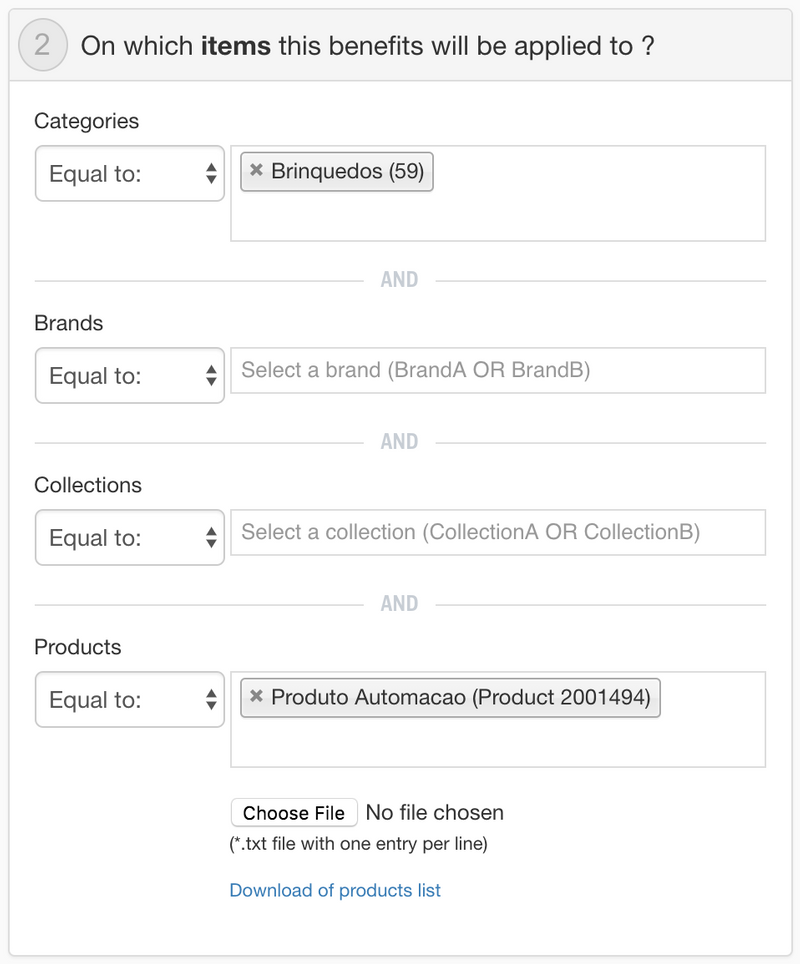 2 On which items this benefits will be applied to ?
Categories
Equal to: × Brinquedos (59)
AND
Brands
Equal to: Select a brand (BrandA OR BrandB)
AND
Collections
Equal to: Select a collection (CollectionA OR CollectionB)
AND
Products
Equal to: × Produto Automacao (Product 2001494)
Choose File No file chosen
(*.txt file with one entry per line)
Download of products list